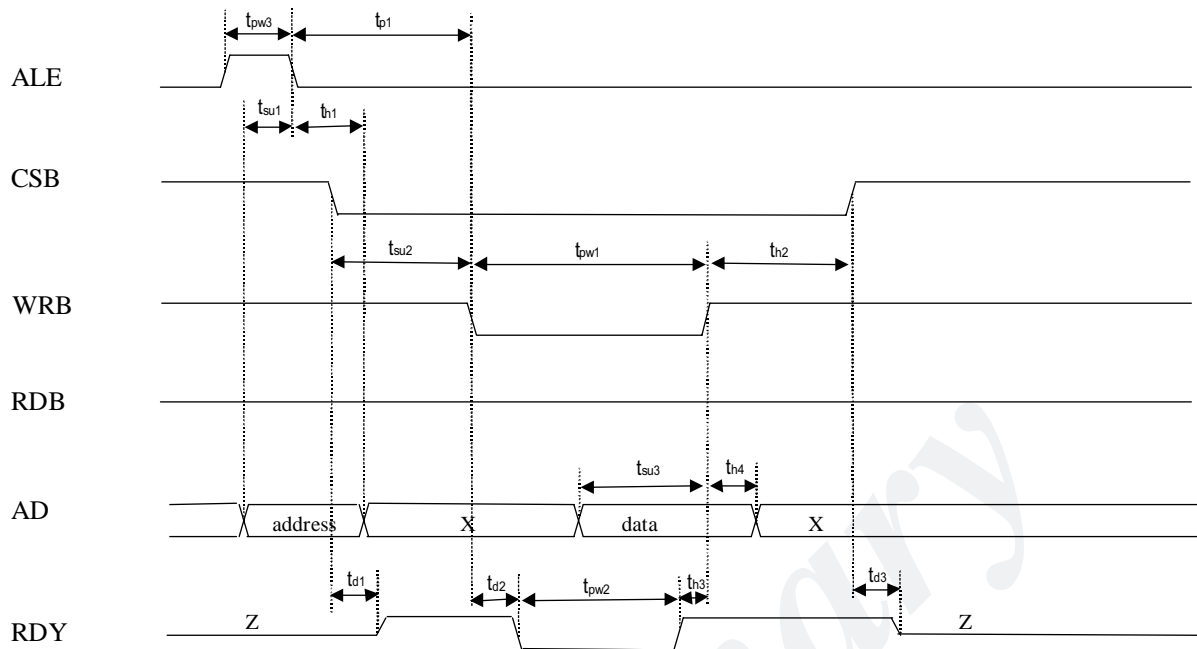 tpw3 tp1
ALE
tsu1 th1
CSB
tsu2 tpw1 th2
WRB
RDB
tsu3 th4
AD address X data X
td1 td2 tpw2 th3 td3
RDY Z Z